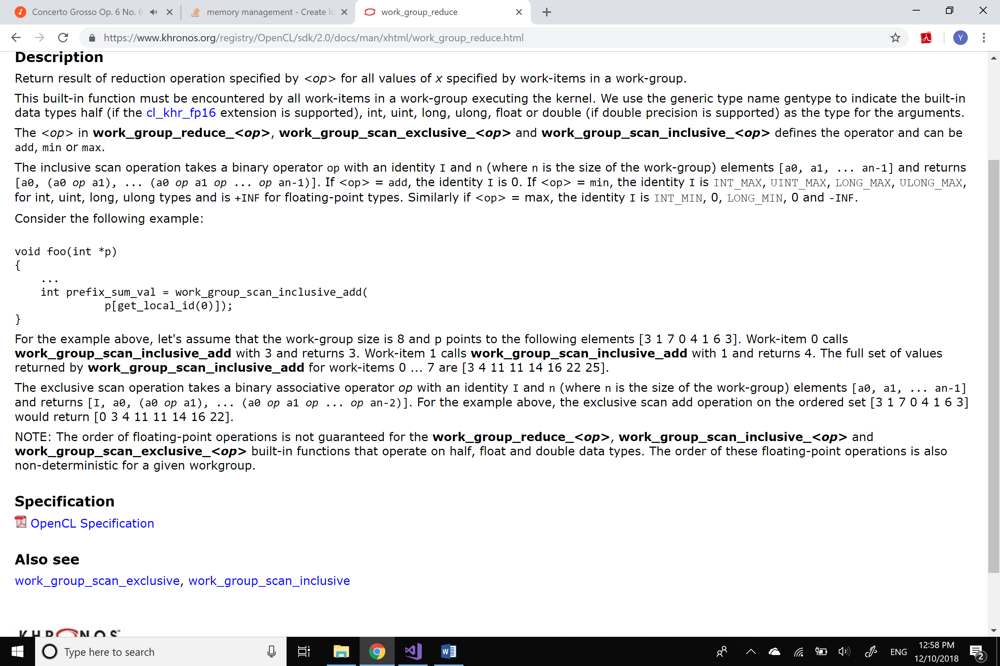 Concerto Grosso Op. 6 No. 6
memory management - Create lo
work_group_reduce
https://www.khronos.org/registry/OpenCL/sdk/2.0/docs/man/xhtml/work_group_reduce.html
Y
Description
Return result of reduction operation specified by <op> for all values of x specified by work-items in a work-group.
This built-in function must be encountered by all work-items in a work-group executing the kernel. We use the generic type name gentype to indicate the built-in
data types half (if the cl_khr_fp16 extension is supported), int, uint, long, ulong, float or double (if double precision is supported) as the type for the arguments.
The <op> in work_group_reduce_<op>, work_group_scan_exclusive_<op> and work_group_scan_inclusive_<op> defines the operator and can be
add, min or max.
The inclusive scan operation takes a binary operator op with an identity I and n (where n is the size of the work-group) elements [a0, a1, ... an-1] and returns
[a0, (a0 op a1), ... (a0 op a1 op ... op an-1)]. If <op> = add, the identity I is 0. If <op> = min, the identity I is INT_MAX, UINT_MAX, LONG_MAX, ULONG_MAX,
for int, uint, long, ulong types and is +INF for floating-point types. Similarly if <op> = max, the identity I is INT_MIN, 0, LONG_MIN, 0 and -INF.
Consider the following example:
void foo(int *p)
{
...
int prefix_sum_val = work_group_scan_inclusive_add(
p[get_local_id(0)]);
}
For the example above, let's assume that the work-group size is 8 and p points to the following elements [3 1 7 0 4 1 6 3]. Work-item 0 calls
work_group_scan_inclusive_add with 3 and returns 3. Work-item 1 calls work_group_scan_inclusive_add with 1 and returns 4. The full set of values
returned by work_group_scan_inclusive_add for work-items 0 ... 7 are [3 4 11 11 14 16 22 25].
The exclusive scan operation takes a binary associative operator op with an identity I and n (where n is the size of the work-group) elements [a0, a1, ... an-1]
and returns [I, a0, (a0 op a1), ... (a0 op a1 op ... op an-2)]. For the example above, the exclusive scan add operation on the ordered set [3 1 7 0 4 1 6 3]
would return [0 3 4 11 11 14 16 22].
NOTE: The order of floating-point operations is not guaranteed for the work_group_reduce_<op>, work_group_scan_inclusive_<op> and
work_group_scan_exclusive_<op> built-in functions that operate on half, float and double data types. The order of these floating-point operations is also
non-deterministic for a given workgroup.
Specification
OpenCL Specification
Also see
work_group_scan_exclusive, work_group_scan_inclusive
KHRONOS
Type here to search
ENG
12:58 PM
12/10/2018
2